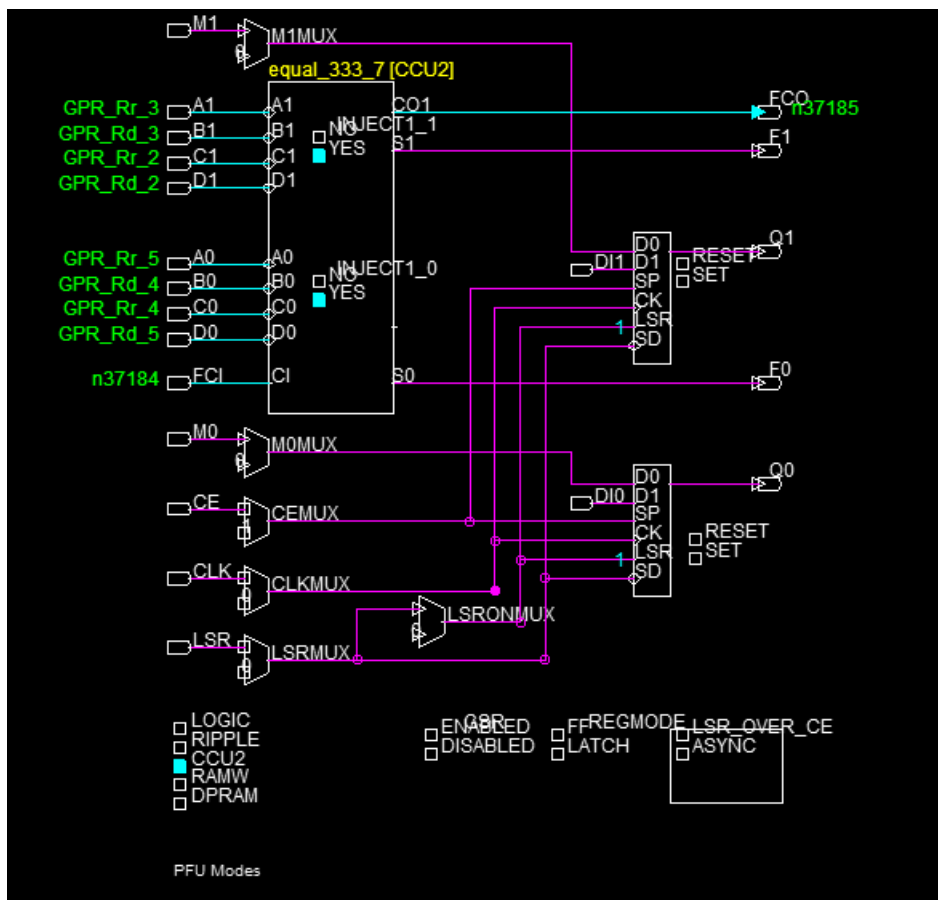 M1
M1MUX
equal_333_7 [CCU2]
GPR_Rr_3 A1 A1 CO1 FCO n37185
GPR_Rd_3 B1 B1 NO INJECT1_1
GPR_Rr_2 C1 C1 YES S1 F1
GPR_Rd_2 D1 D1
D0 Q1
D1 RESET
DI1 SET
SP
CK
1 LSR
SD
GPR_Rr_5 A0 A0
GPR_Rd_4 B0 B0 NO INJECT1_0
GPR_Rr_4 C0 C0 YES
GPR_Rd_5 D0 D0
n37184 FCI CI S0 F0
M0
M0MUX
D0 Q0
DI0 D1
SP
CK RESET
1 LSR SET
SD
CE
CEMUX
CLK
CLKMUX
LSRONMUX
LSR
LSRMUX
LOGIC
RIPPLE
CCU2
RAMW
DPRAM
GSR
ENABLED
DISABLED
REGMODE
FF
LATCH
LSR_OVER_CE
ASYNC
PFU Modes